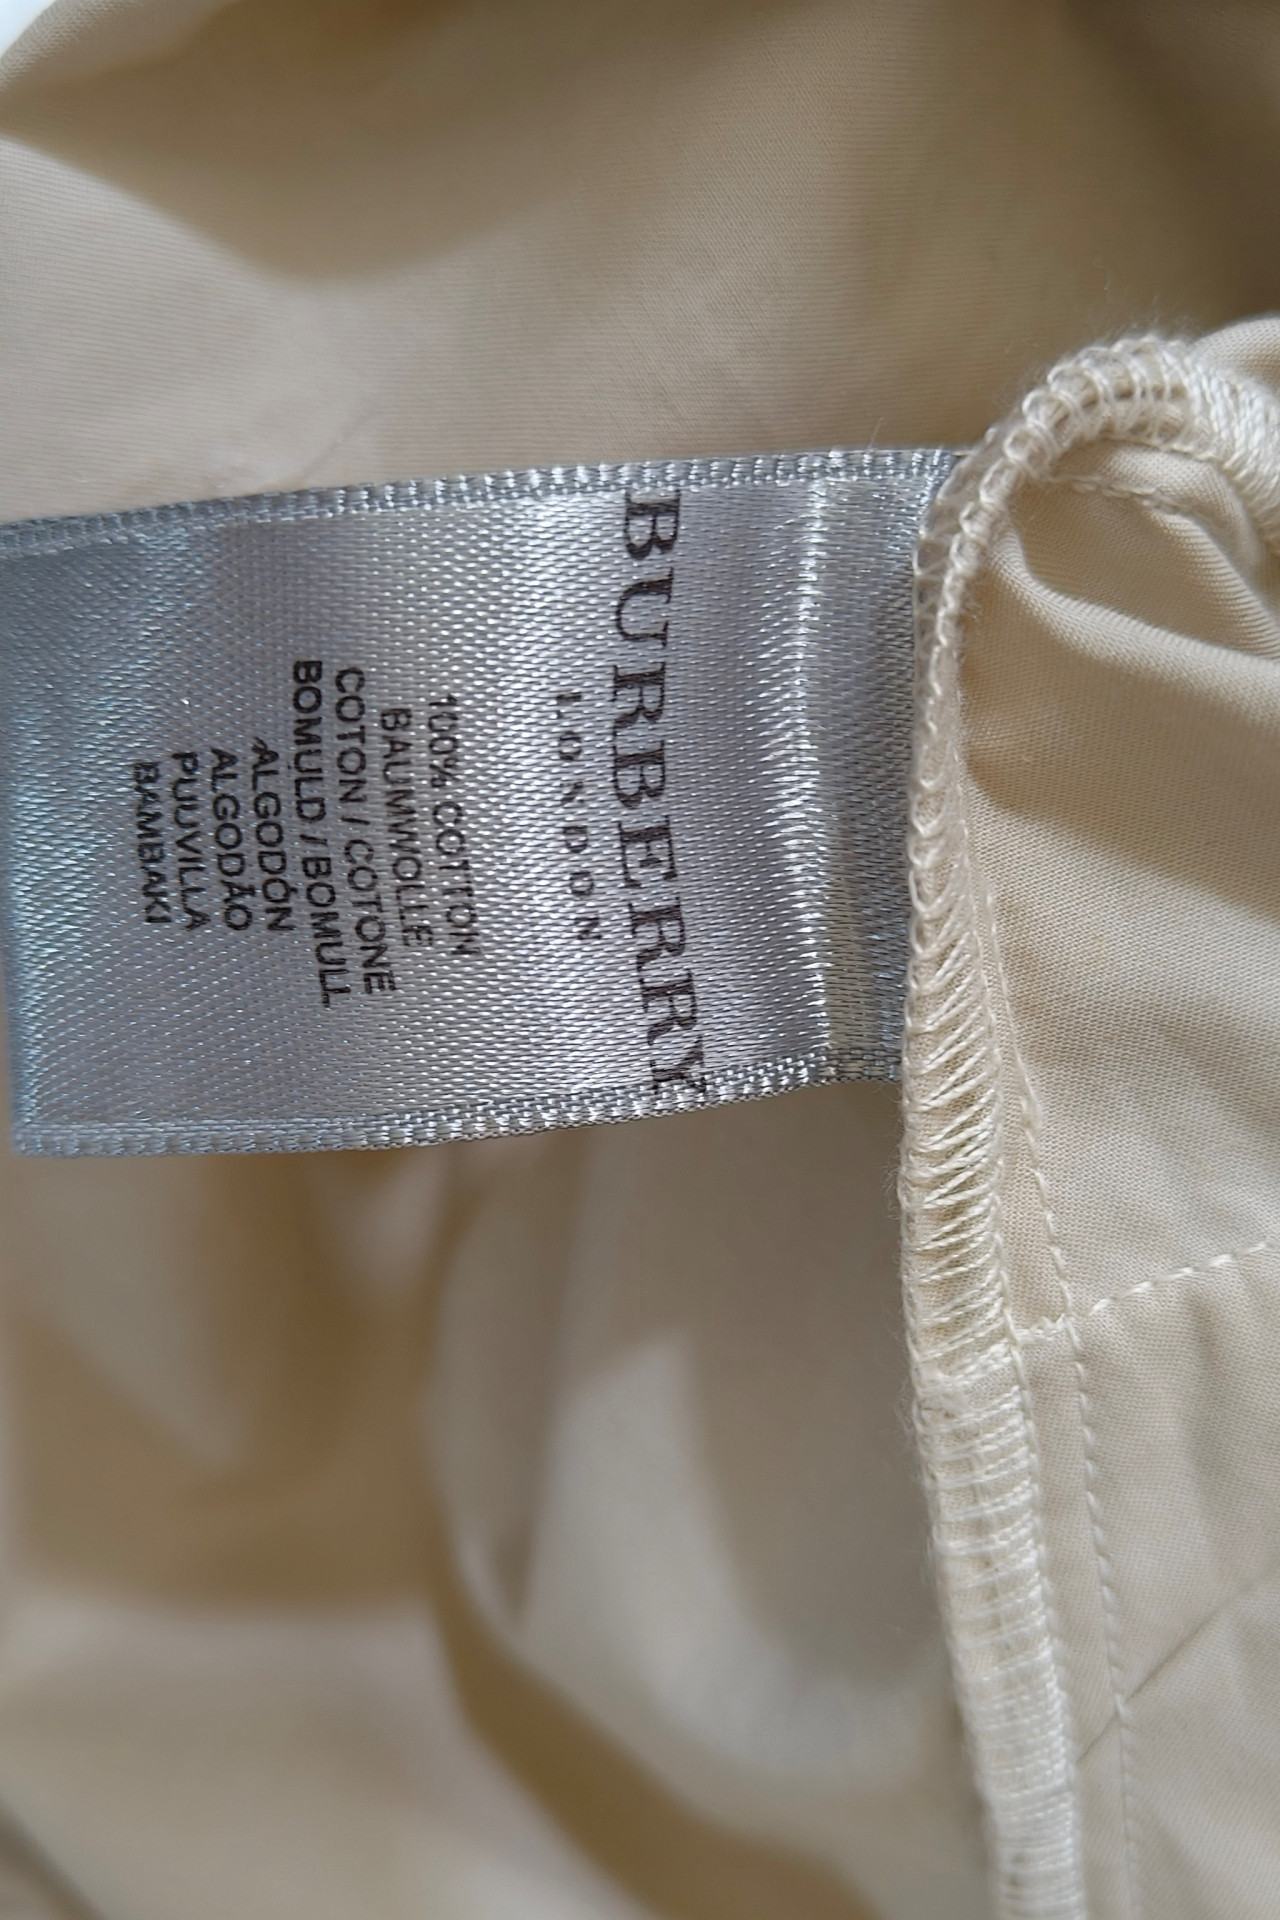 BURBERRY
LONDON
100% COTTON
BAUMWOLLE
COTON / COTONE
BOMULD / BOMULL
ALGODÓN
ALGODÃO
PUUVILLA
BAMBAKI